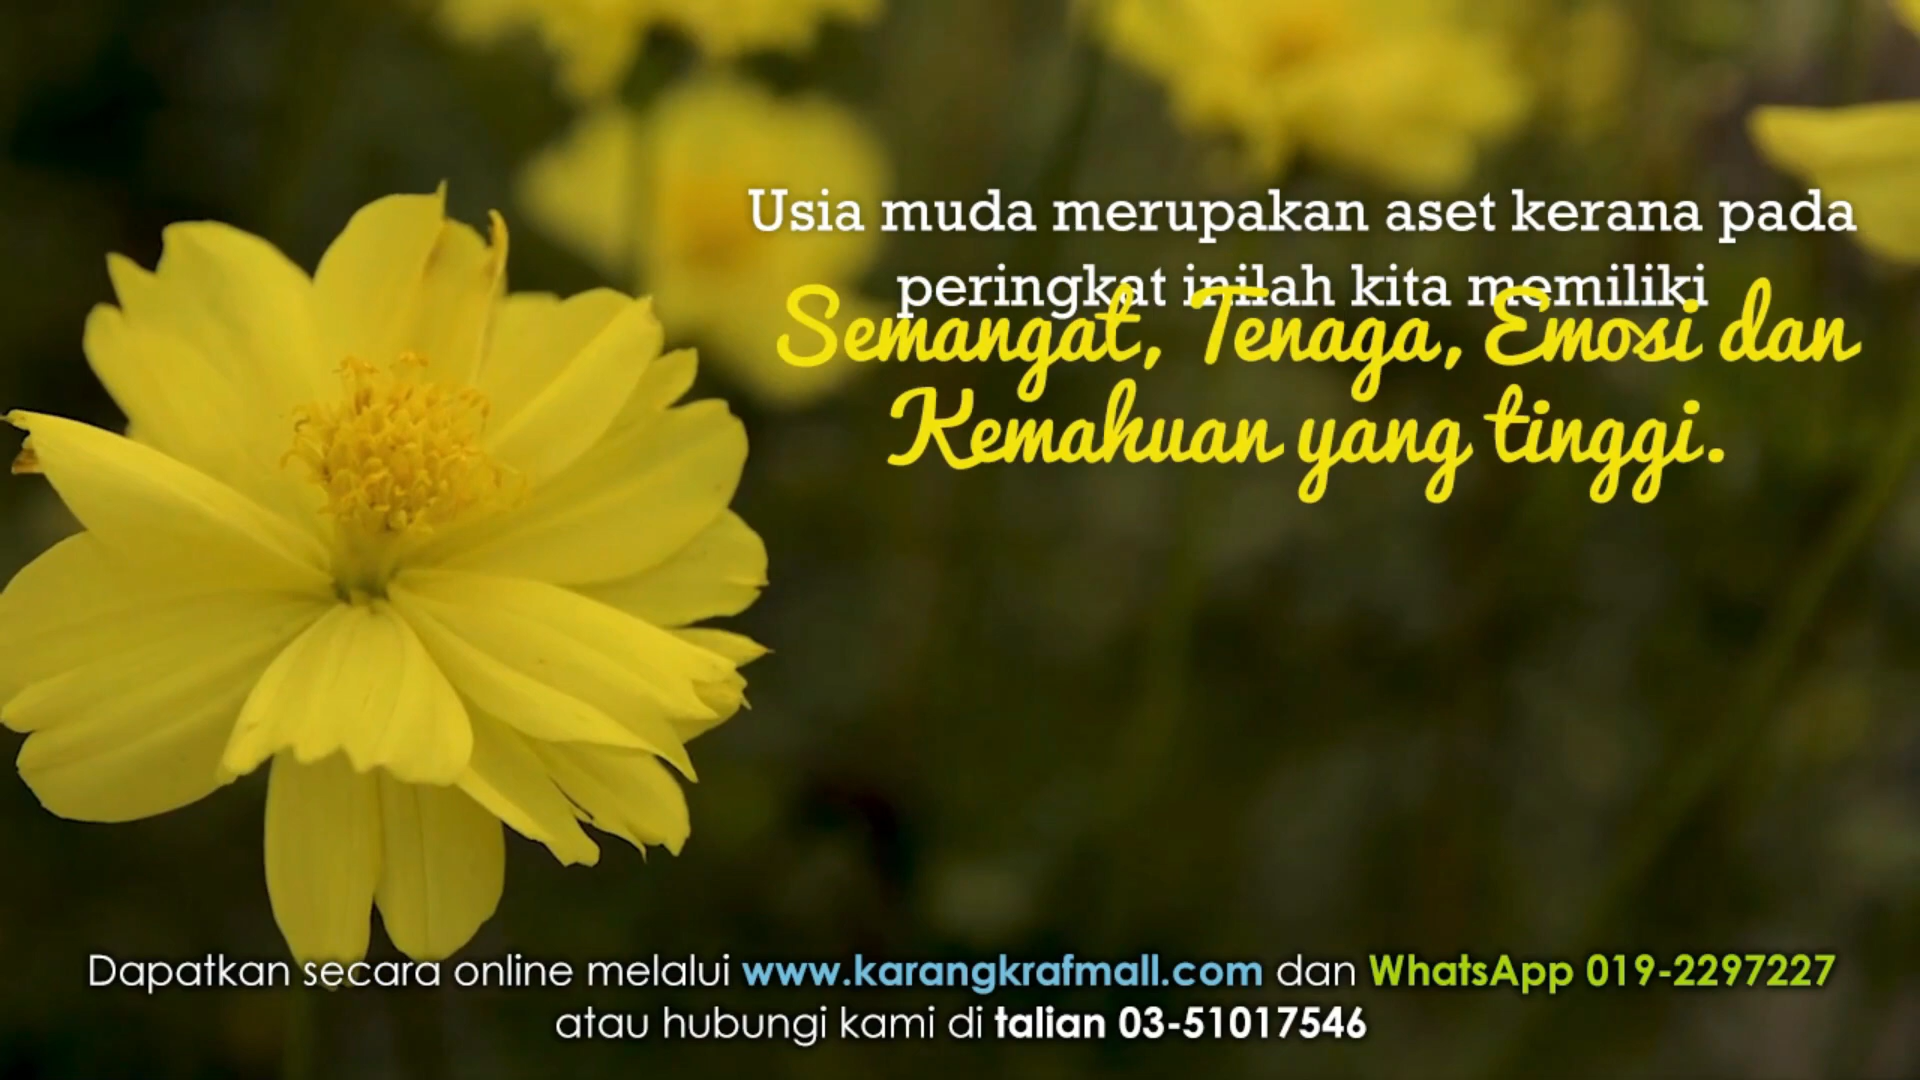 Usia muda merupakan aset kerana pada
peringkat inilah kita memiliki
Semangat, Tenaga, Emosi dan
Kemahuan yang tinggi.
Dapatkan secara online melalui www.karangkrafmall.com dan WhatsApp 019-2297227
atau hubungi kami di talian 03-51017546